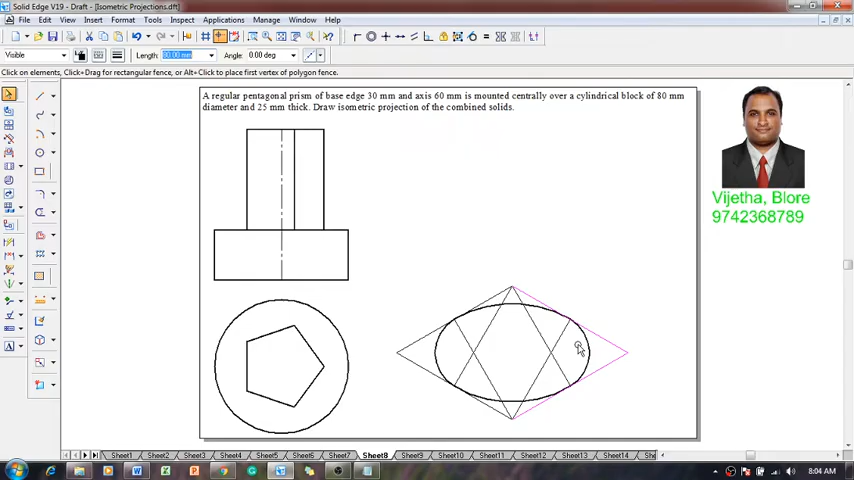 Solid Edge V19 - Draft - [Isometric Projections.dft]
File Edit View Insert Format Tools Inspect Applications Manage Window Help
Visible Length: 80.00 mm Angle: 0.00 deg
Click on elements, Click+Drag for rectangular fence, or Alt+Click to place first vertex of polygon fence.
A regular pentagonal prism of base edge 30 mm and axis 60 mm is mounted centrally over a cylindrical block of 80 mm
diameter and 25 mm thick. Draw isometric projection of the combined solids.
Vijetha, Blore
9742368789
Sheet1 Sheet2 Sheet3 Sheet4 Sheet5 Sheet6 Sheet7 Sheet8 Sheet9 Sheet10 Sheet11 Sheet12 Sheet13 Sheet14 Sh
8:04 AM